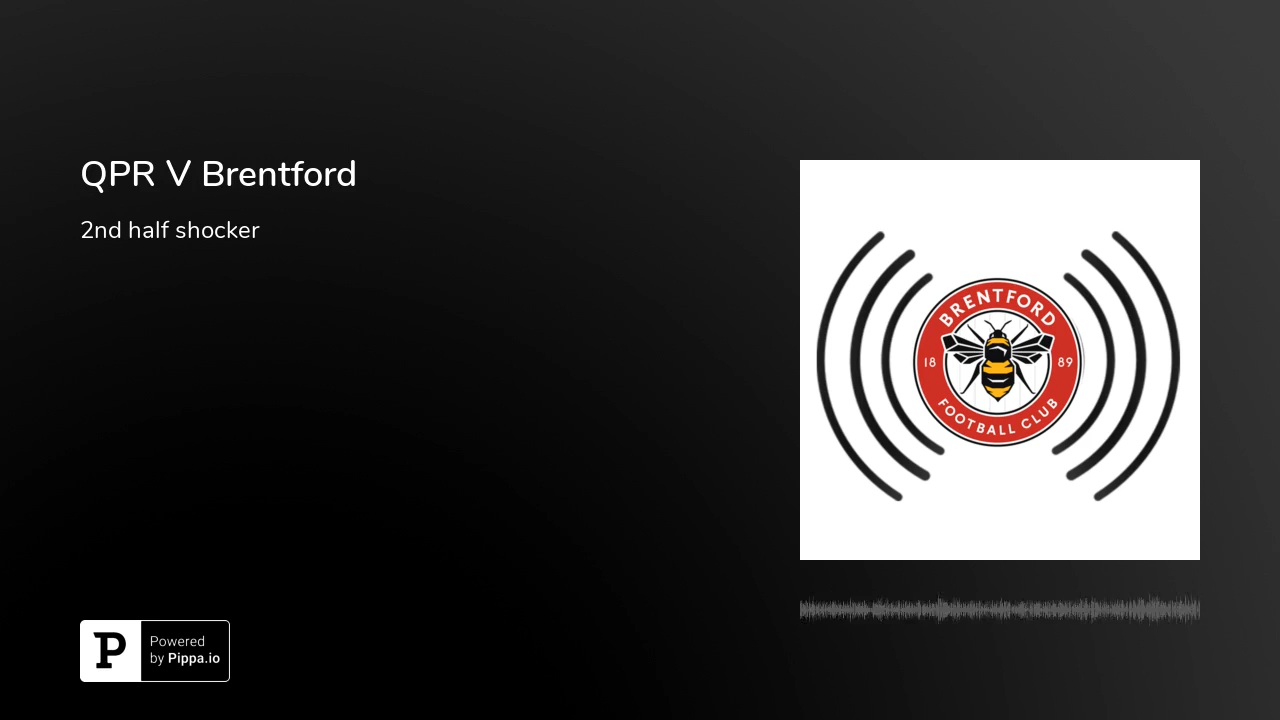 QPR V Brentford
2nd half shocker
BRENTFORD
18 89
FOOTBALL CLUB
P
Powered
by Pippa.io